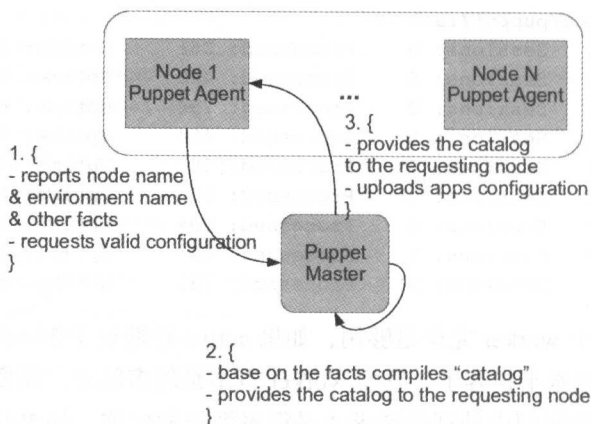 Node 1
Puppet Agent
...
Node N
Puppet Agent
1. {
- reports node name
& environment name
& other facts
- requests valid configuration
}
3. {
- provides the catalog
to the requesting node
- uploads apps configuration
}
Puppet
Master
2. {
- base on the facts compiles “catalog”
- provides the catalog to the requesting node
}